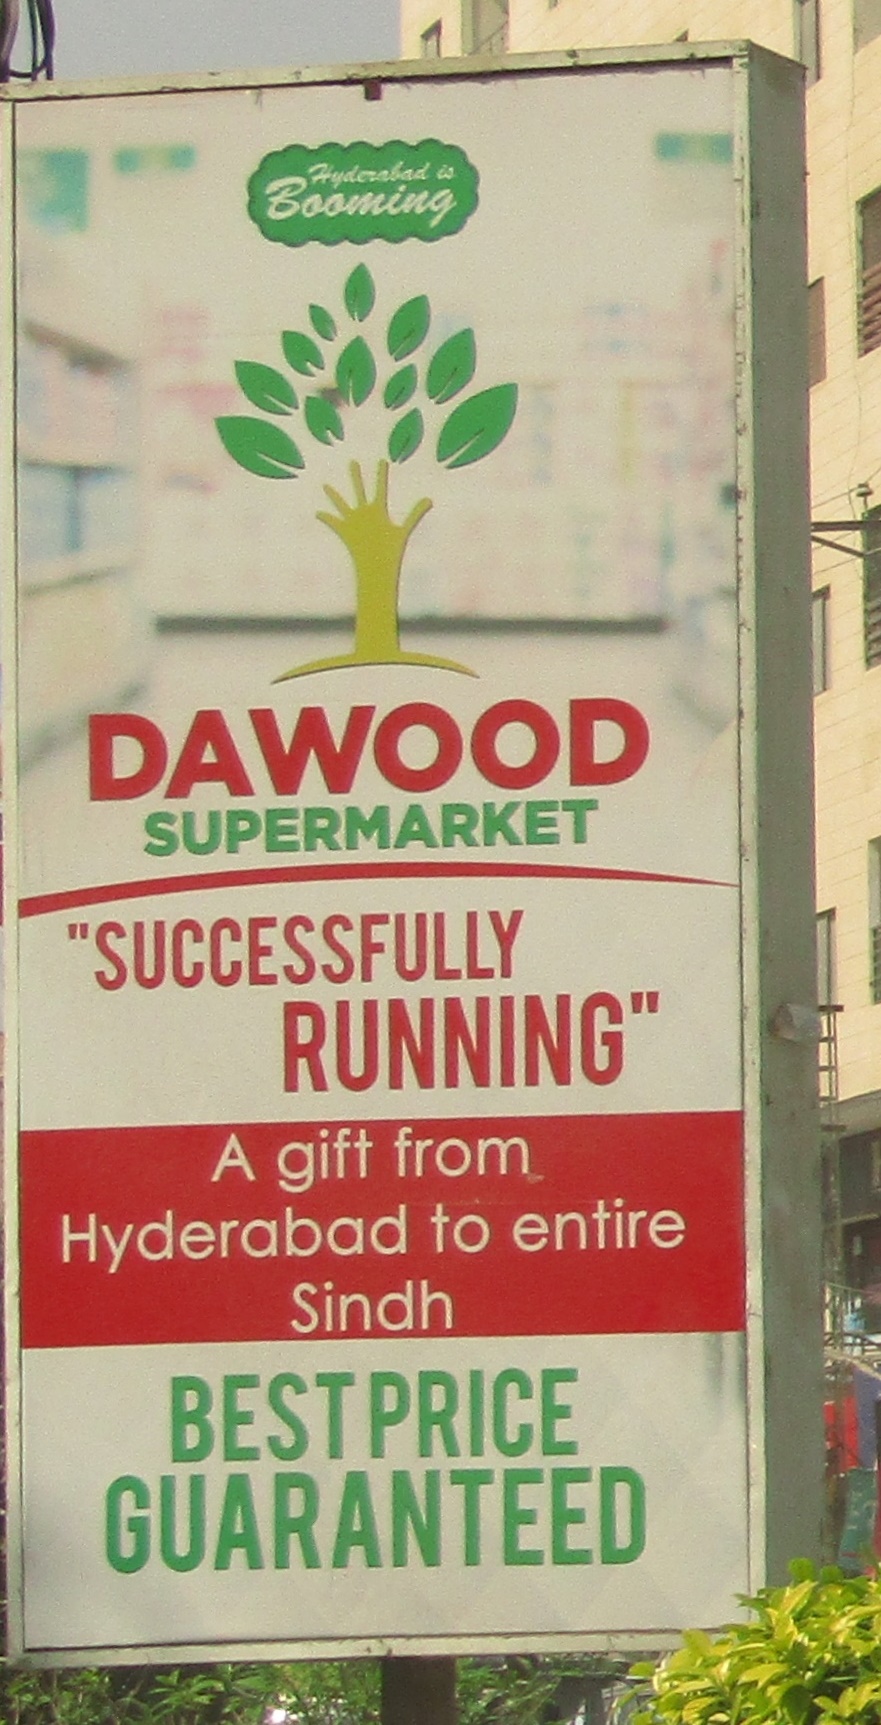 Hyderabad is
Booming
DAWOOD
SUPERMARKET
"SUCCESSFULLY
RUNNING"
A gift from
Hyderabad to entire
Sindh
BEST PRICE
GUARANTEED